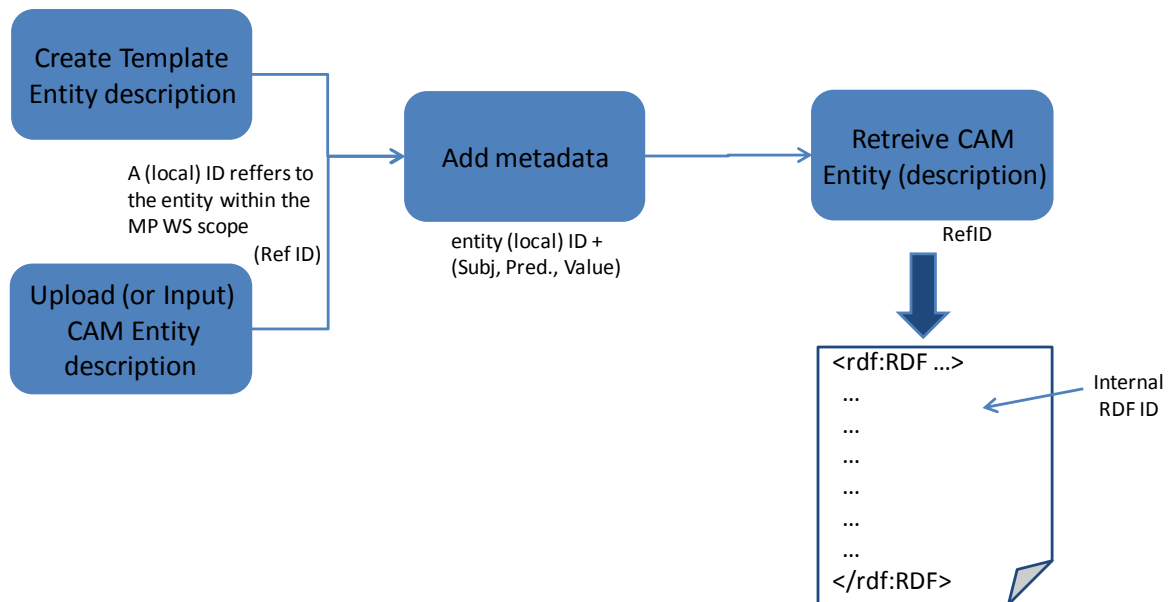 Create Template
Entity description
A (local) ID reffers to
the entity within the
MP WS scope
(Ref ID)
Upload (or Input)
CAM Entity
description
Add metadata
entity (local) ID +
(Subj, Pred., Value)
Retreive CAM
Entity (description)
RefID
<rdf:RDF ...>
...
...
...
...
...
...
</rdf:RDF>
Internal
RDF ID